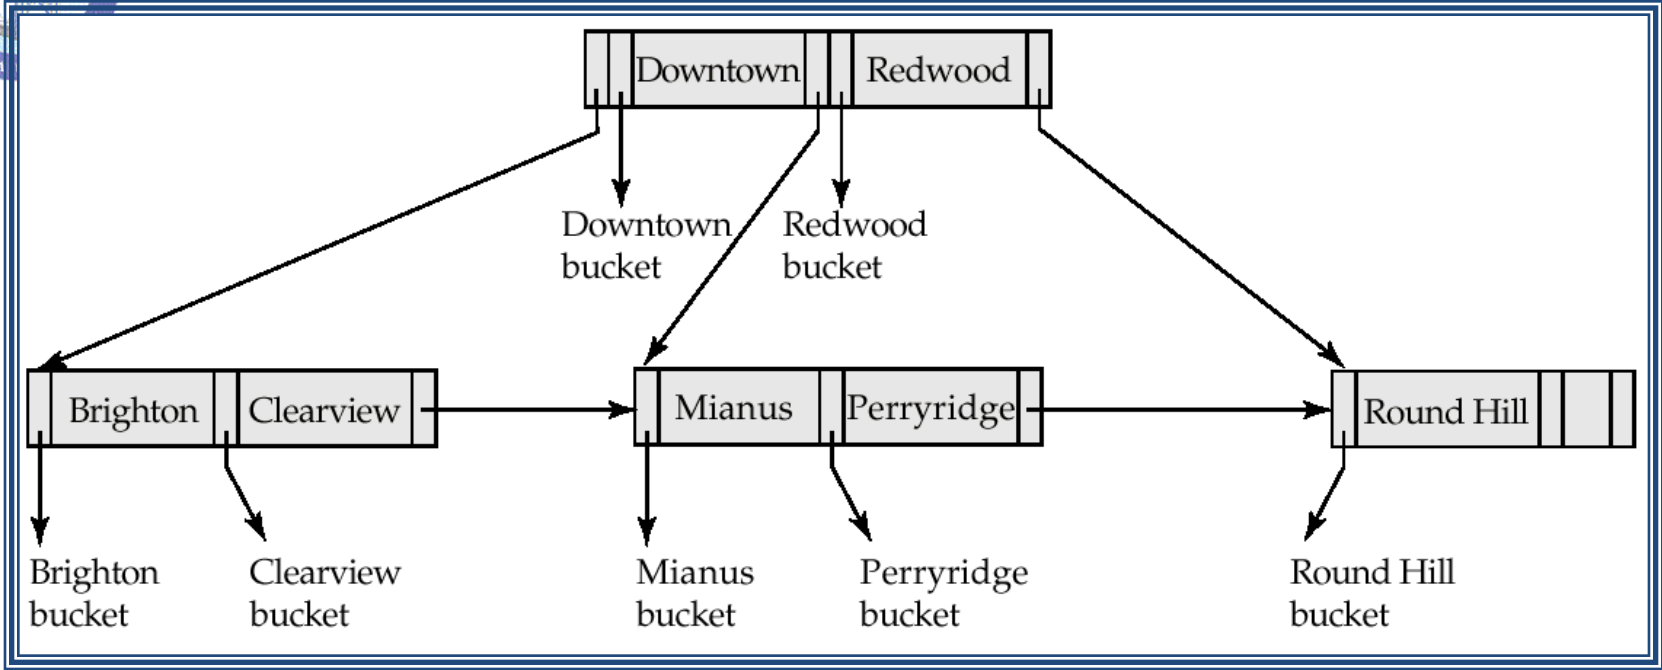 Downtown Redwood
Downtown
bucket
Redwood
bucket
Brighton Clearview
Mianus Perryridge
Round Hill
Brighton
bucket
Clearview
bucket
Mianus
bucket
Perryridge
bucket
Round Hill
bucket